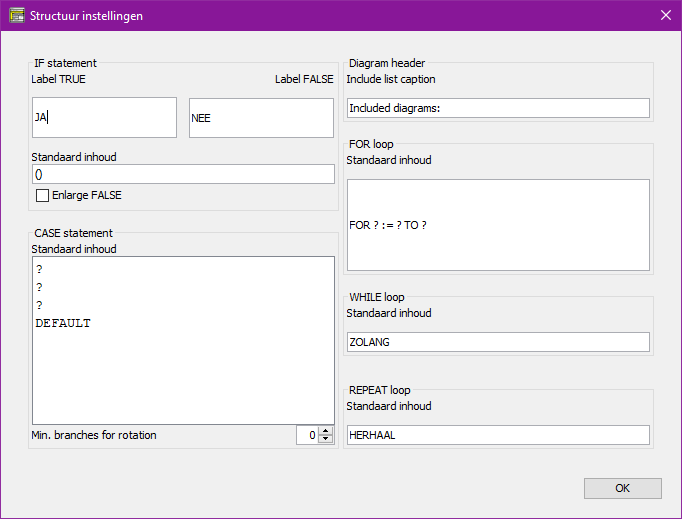 Structuur instellingen
IF statement
Label TRUE
Label FALSE
JA
NEE
Standaard inhoud
()
Enlarge FALSE
CASE statement
Standaard inhoud
?
?
?
DEFAULT
Min. branches for rotation
0
Diagram header
Include list caption
Included diagrams:
FOR loop
Standaard inhoud
FOR ? := ? TO ?
WHILE loop
Standaard inhoud
ZOLANG
REPEAT loop
Standaard inhoud
HERHAAL
OK